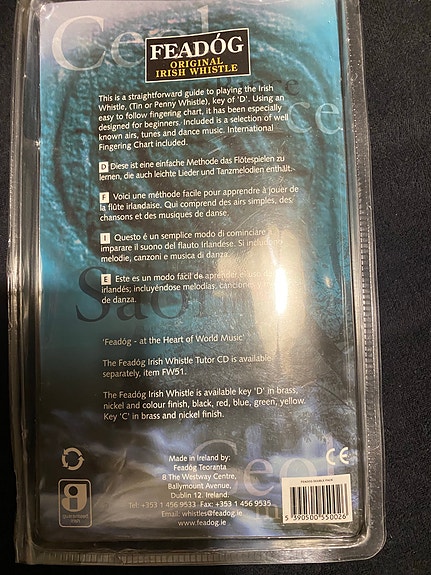 Ceol
FEADÓG
ORIGINAL
IRISH WHISTLE
This is a straightforward guide to playing the Irish
Whistle, (Tin or Penny Whistle), key of 'D'. Using an
easy to follow fingering chart, it has been especially
designed for beginners. Included is a selection of well
known airs, tunes and dance music. International
Fingering Chart included.
D Diese ist eine einfache Methode das Flötespielen zu
lernen, die auch leichte Lieder und Tanzmelodien enthält.
F Voici une méthode facile pour apprendre à jouer de
la flûte irlandaise. Qui comprend des airs simples, des
chansons et des musiques de danse.
I Questo é un semplice modo di cominciare a
imparare il suono del flauto Irlandese. Si includono
melodie, canzoni e musica di danza.
E Este es un modo fácil de aprender el uso
irlandés; incluyéndose melodías, canciones
de danza.
'Feadóg - at the Heart of World Music'
The Feadóg Irish Whistle Tutor CD is available
separately, item FW51.
The Feadóg Irish Whistle is available key 'D' in brass,
nickel and colour finish, black, red, blue, green, yellow.
Key 'C' in brass and nickel finish.
Ceol
Made in Ireland by:
Feadóg Teoranta
8 The Westway Centre,
Ballymount Avenue,
Dublin 12. Ireland.
Tel: +353 1 456 9533 Fax: +353 1 456 9535
Email: whistles@feadog.ie
www.feadog.ie
guaranteed
irish
CE
5 390500 550026